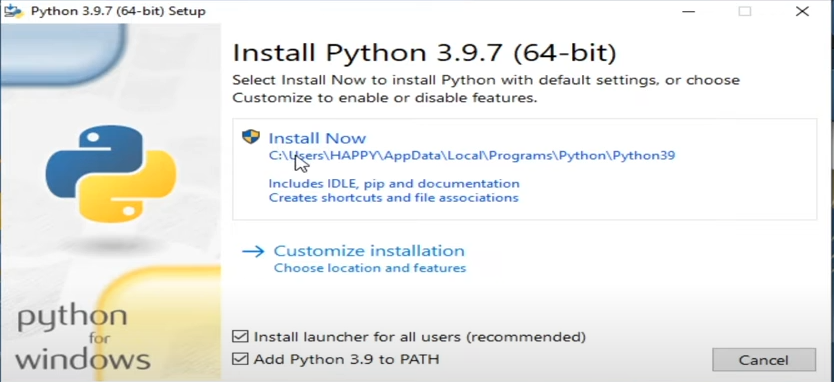 Python 3.9.7 (64-bit) Setup
Install Python 3.9.7 (64-bit)
Select Install Now to install Python with default settings, or choose
Customize to enable or disable features.
Install Now
C:\Users\HAPPY\AppData\Local\Programs\Python\Python39
Includes IDLE, pip and documentation
Creates shortcuts and file associations
Customize installation
Choose location and features
python
for
windows
Install launcher for all users (recommended)
Add Python 3.9 to PATH
Cancel